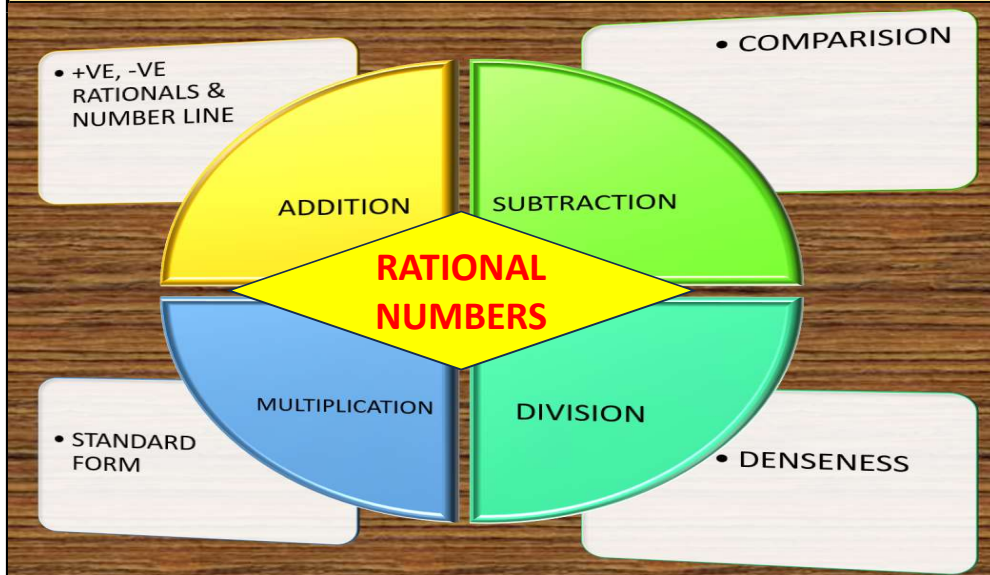 • +VE, -VE
RATIONALS &
NUMBER LINE
• COMPARISION
ADDITION
SUBTRACTION
RATIONAL
NUMBERS
MULTIPLICATION
DIVISION
• STANDARD
FORM
• DENSENESS